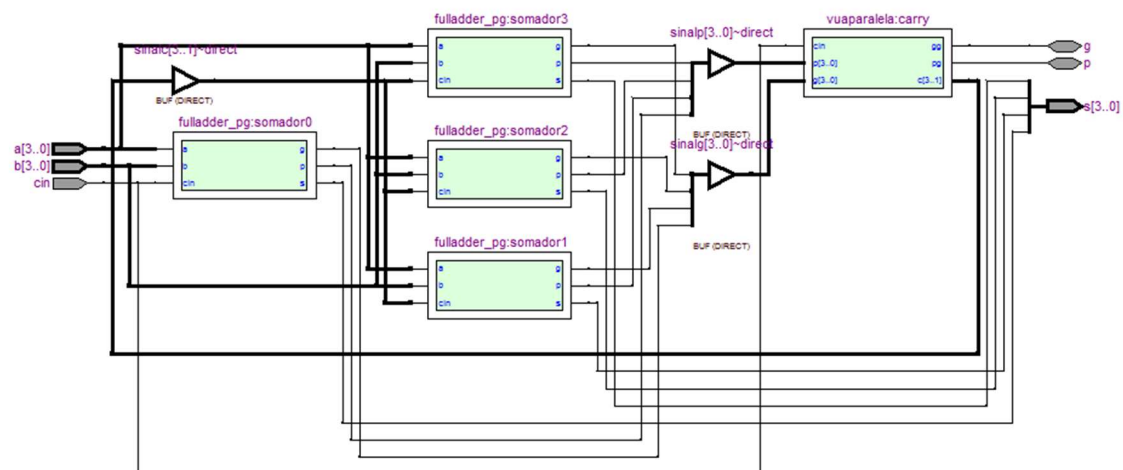 fulladder_pg:somador3
a
b
cin
g
p
s
sinalc[3..1]~direct
BUF (DIRECT)
fulladder_pg:somador0
a
b
cin
g
p
s
a[3..0]
b[3..0]
cin
fulladder_pg:somador2
a
b
cin
g
p
s
fulladder_pg:somador1
a
b
cin
g
p
s
sinalp[3..0]~direct
BUF (DIRECT)
sinalg[3..0]~direct
BUF (DIRECT)
vuaparalela:carry
cin
p[3..0]
g[3..0]
gg
pg
c[3..1]
g
p
s[3..0]